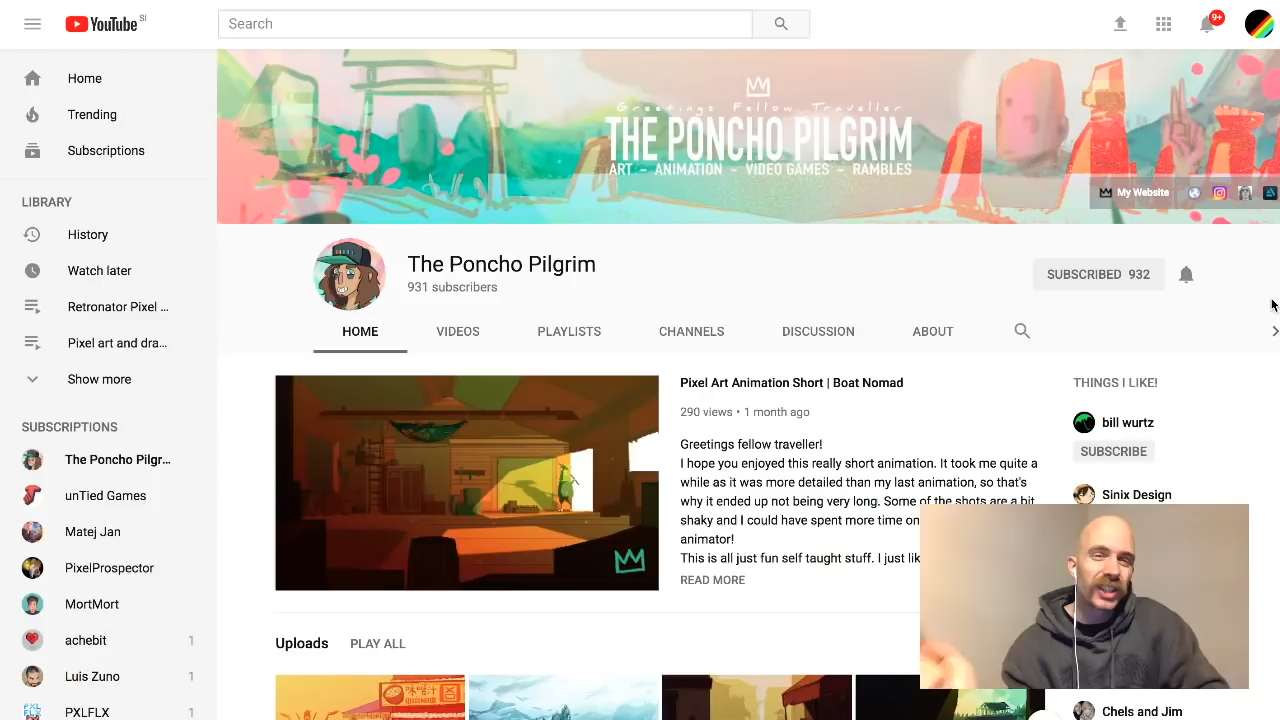 YouTube SI
Search
9+
Home
Trending
Subscriptions
LIBRARY
History
Watch later
Retronator Pixel ...
Pixel art and dra...
Show more
SUBSCRIPTIONS
The Poncho Pilgr...
unTied Games
Matej Jan
PixelProspector
MortMort
achebit 1
Luis Zuno 1
PXLFLX 1
Greetings Fellow Traveller
THE PONCHO PILGRIM
ART - ANIMATION - VIDEO GAMES - RAMBLES
My Website
The Poncho Pilgrim
931 subscribers
SUBSCRIBED 932
HOME VIDEOS PLAYLISTS CHANNELS DISCUSSION ABOUT
Pixel Art Animation Short | Boat Nomad
290 views • 1 month ago
Greetings fellow traveller!
I hope you enjoyed this really short animation. It took me quite a
while as it was more detailed than my last animation, so that's
why it ended up not being very long. Some of the shots are a bit
shaky and I could have spent more time on
animator!
This is all just fun self taught stuff. I just lik
READ MORE
THINGS I LIKE!
bill wurtz
SUBSCRIBE
Sinix Design
Chels and Jim
Uploads PLAY ALL